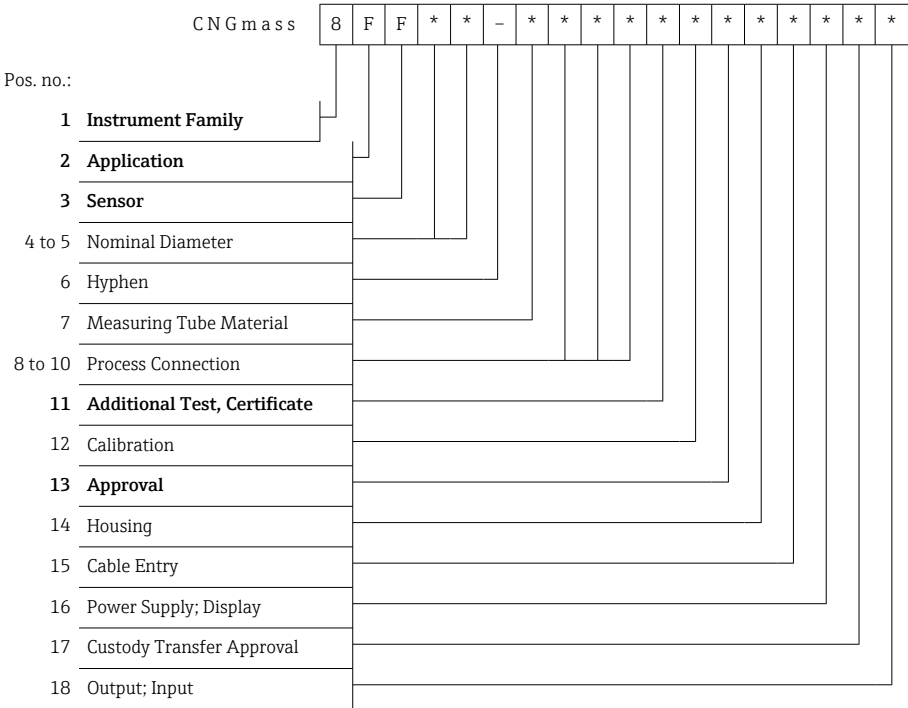 CNGmass 8 F F * * – * * * * * * * * * * * *
Pos. no.:
1 Instrument Family
2 Application
3 Sensor
4 to 5 Nominal Diameter
6 Hyphen
7 Measuring Tube Material
8 to 10 Process Connection
11 Additional Test, Certificate
12 Calibration
13 Approval
14 Housing
15 Cable Entry
16 Power Supply; Display
17 Custody Transfer Approval
18 Output; Input